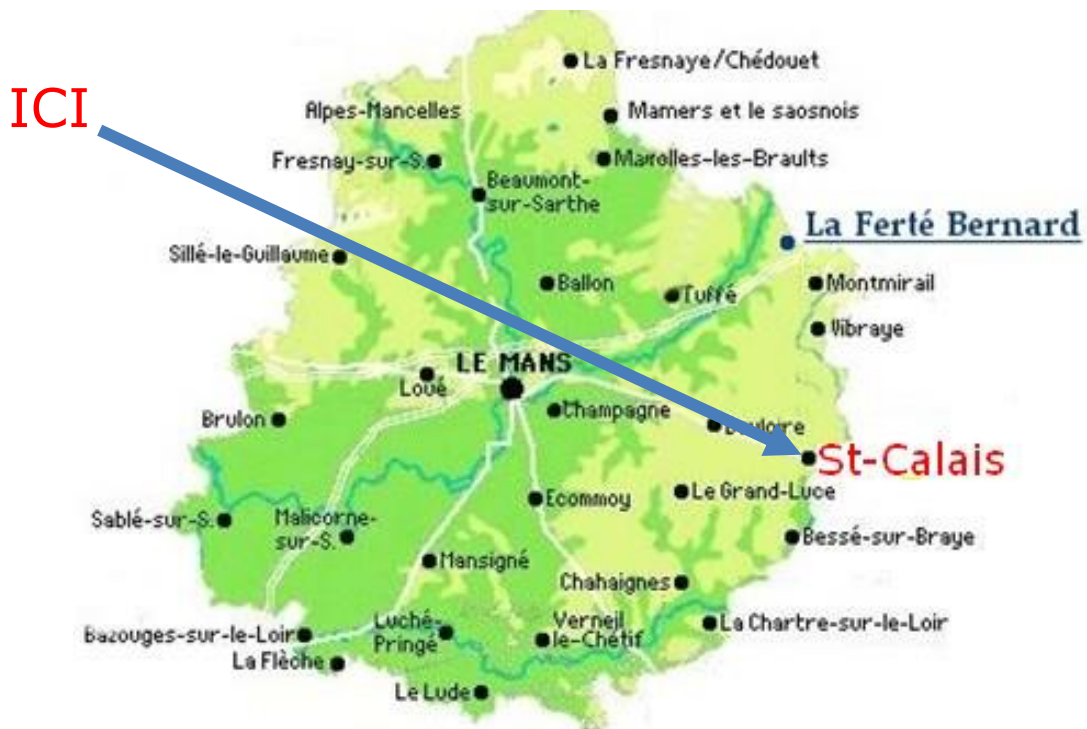 La Fresnaye/Chédouet
ICI
Alpes-Mancelles
Mamers et le saosnois
Fresnay-sur-S.
Marolles-les-Braults
Beaumont-
sur-Sarthe
La Ferté Bernard
Sillé-le-Guillaume
Ballon
Tuffé
Montmirail
Vibraye
LE MANS
Loué
Champagne
Brulon
Bouloire
St-Calais
Ecommoy
Le Grand-Luce
Sablé-sur-S.
Malicorne-
sur-S.
Bessé-sur-Braye
Mansigné
Chahaignes
Bazouges-sur-le-Loir
Luché-
Pringé
Verneil
le-Chétif
La Chartre-sur-le-Loir
La Flèche
Le Lude